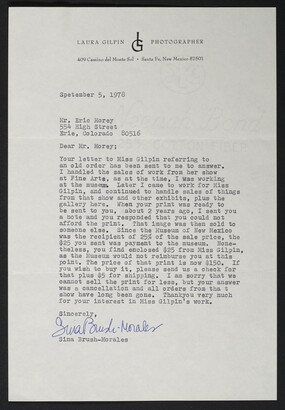 LAURA GILPIN LG PHOTOGRAPHER
409 Camino del Monte Sol • Santa Fe, New Mexico 87501
Spetember 5, 1978
Mr. Eric Morey
554 High Street
Erie, Colorado 80516
Dear Mr. Morey;
Your letter to Miss Gilpin referring to
an old order has been sent to me to answer.
I handled the sales of work from her show
at Fine Arts, as at the time, I was working
at the museum. Later I came to work for Miss
Gilpin, and continued to handle sales of things
from that show and other exhibits, plus the
gallery here. When your print was ready to
be sent to you, about 2 years ago, I sent you
a note and you responded that you could not
afford the print. That image was then sold to
someone else. Since the Museum of New Mexico
was the recipient of 25% of the sale price, the
$25 you sent was payment to the museum. None-
theless, you find enclosed $25 from Miss Gilpin,
as the Museum would not reimburse you at this
point. The price of that print is now $150. If
you wish to buy it, please send us a check for
that plus $5 for shipping. I am sorry that we
cannot sell the print for less, but your answer
was a cancellation and all orders from tha t
show have long been gone. Thankyou very much
for your interest in Miss Gilpin's work.
Sincerely,
Sina Brush-Morales
Sina Brush-Morales